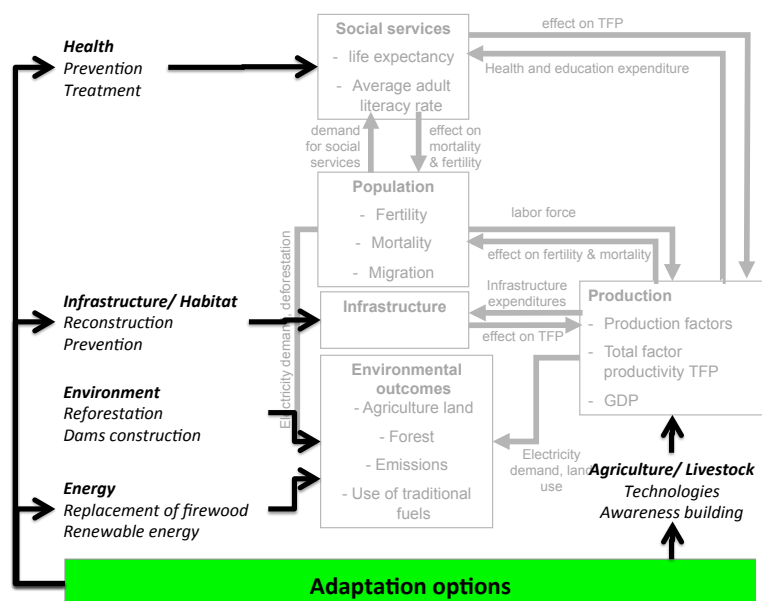 Health
Prevention
Treatment
Social services
- life expectancy
- Average adult
literacy rate
effect on TFP
Health and education expenditure
demand
for social
services
effect on
mortality
& fertility
Population
- Fertility
- Mortality
- Migration
labor force
effect on fertility & mortality
Electricity demand, deforestation
Infrastructure/ Habitat
Reconstruction
Prevention
Infrastructure
Infrastructure
expenditures
effect on TFP
Production
- Production factors
- Total factor
productivity TFP
- GDP
Environment
Reforestation
Dams construction
Environmental
outcomes
- Agriculture land
- Forest
- Emissions
- Use of traditional
fuels
Electricity
demand, land
use
Energy
Replacement of firewood
Renewable energy
Agriculture/ Livestock
Technologies
Awareness building
Adaptation options